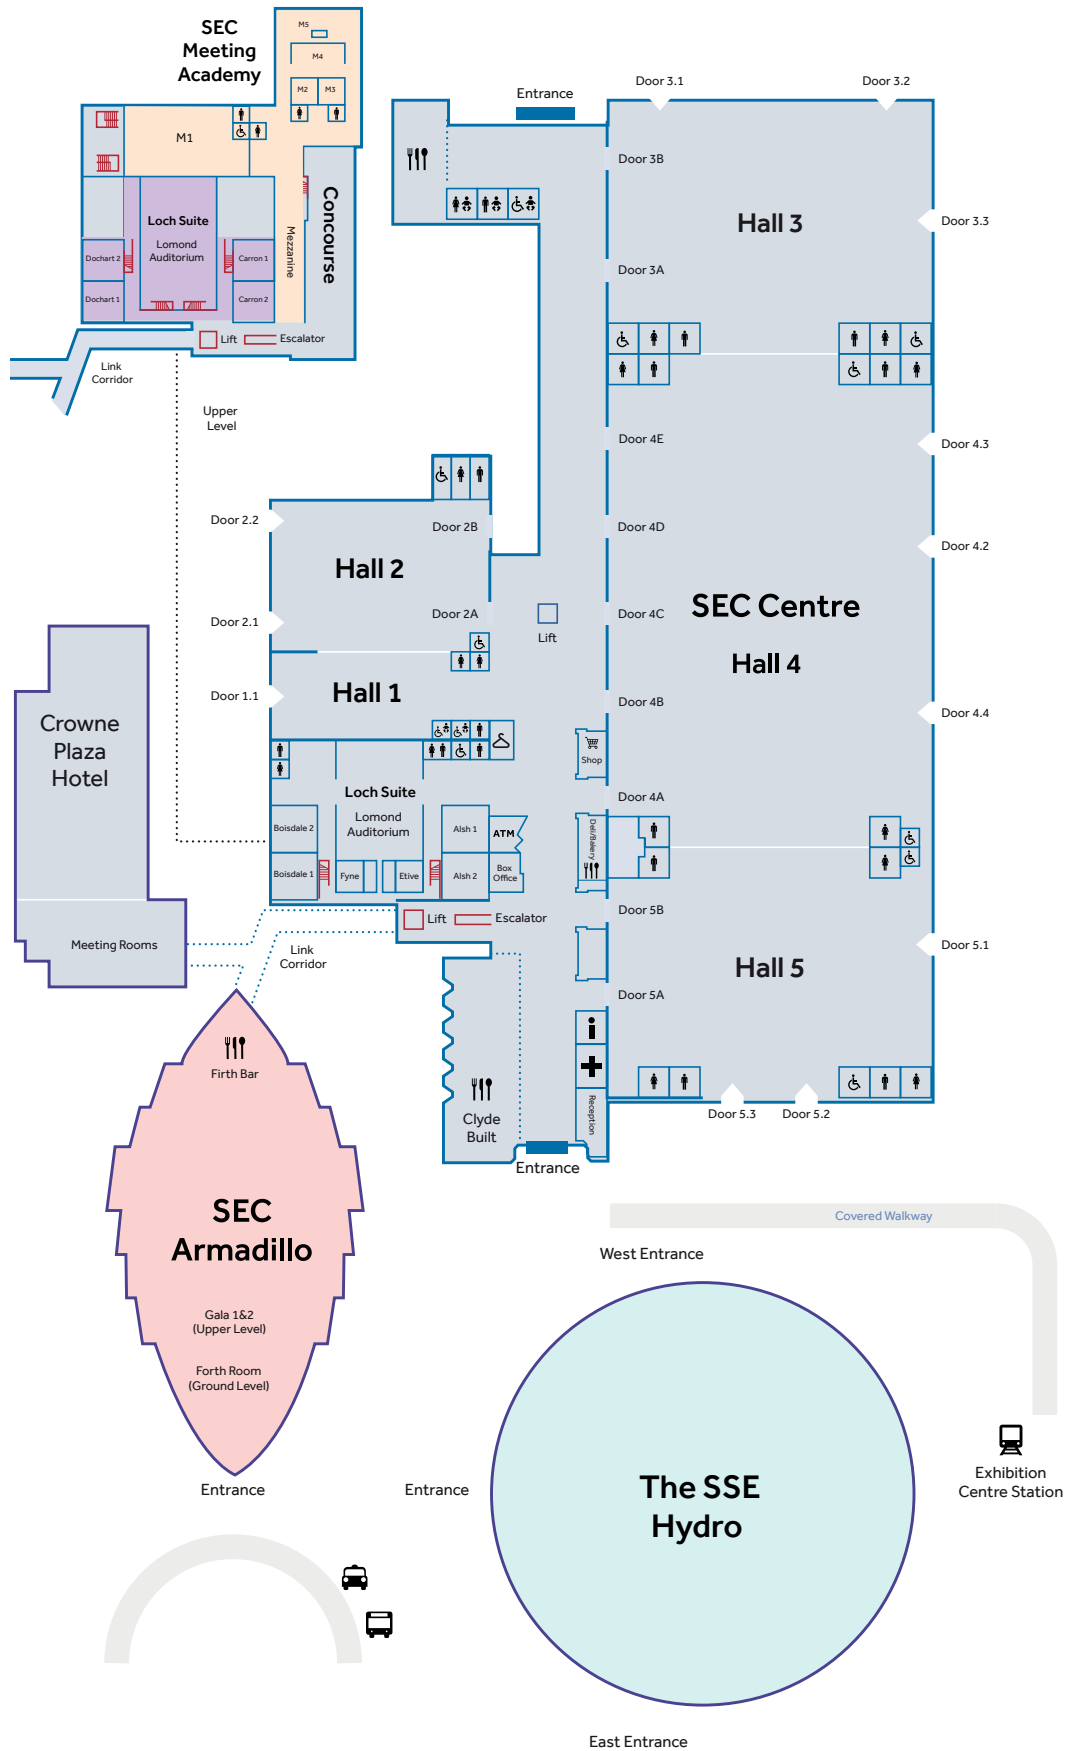 SEC
Meeting
Academy
M5
M4
M2
M3
M1
Concourse
Mezzanine
Loch Suite
Lomond
Auditorium
Dochart 2
Dochart 1
Carron 1
Carron 2
Lift
Escalator
Link
Corridor
Upper
Level
Entrance
Door 3.1
Door 3.2
Door 3B
Hall 3
Door 3.3
Door 3A
Door 4E
Door 4.3
Door 2.2
Door 2B
Door 4D
Door 4.2
Hall 2
SEC Centre
Door 2.1
Door 2A
Lift
Door 4C
Hall 4
Door 1.1
Hall 1
Door 4B
Door 4.4
Crowne
Plaza
Hotel
Shop
Loch Suite
Lomond
Auditorium
Door 4A
Boisdale 2
Alsh 1
ATM
Deli/Bakery
Boisdale 1
Fyne
Etive
Alsh 2
Box
Office
Lift
Escalator
Door 5B
Meeting Rooms
Link
Corridor
Door 5.1
Hall 5
Door 5A
Firth Bar
Clyde
Built
Reception
Door 5.3
Door 5.2
Entrance
SEC
Armadillo
Covered Walkway
West Entrance
Gala 1&2
(Upper Level)
Forth Room
(Ground Level)
Entrance
Entrance
The SSE
Hydro
Exhibition
Centre Station
East Entrance